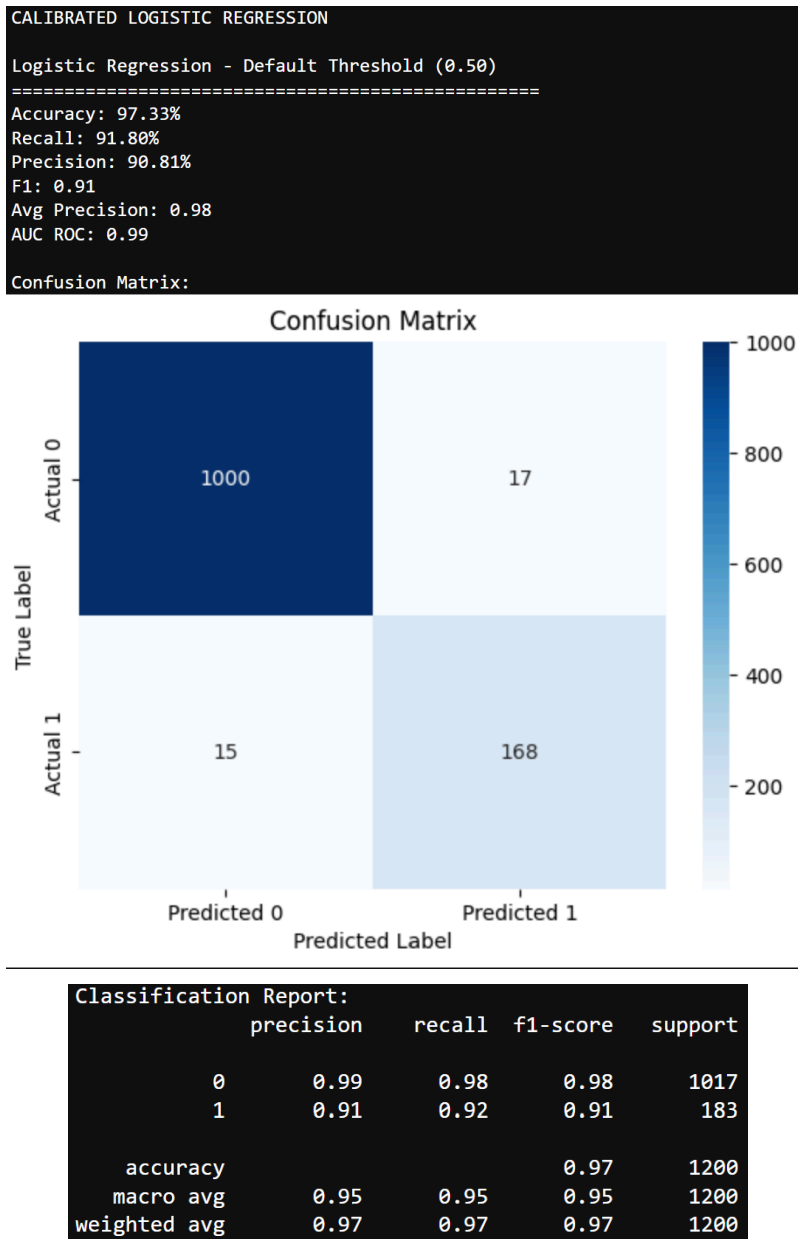 CALIBRATED LOGISTIC REGRESSION
Logistic Regression - Default Threshold (0.50)
==================================================
Accuracy: 97.33%
Recall: 91.80%
Precision: 90.81%
F1: 0.91
Avg Precision: 0.98
AUC ROC: 0.99
Confusion Matrix:
Confusion Matrix
1000
800
600
400
200
True Label
Actual 0
1000 17
Actual 1
15 168
Predicted 0 Predicted 1
Predicted Label
Classification Report:
precision recall f1-score support
0 0.99 0.98 0.98 1017
1 0.91 0.92 0.91 183
accuracy 0.97 1200
macro avg 0.95 0.95 0.95 1200
weighted avg 0.97 0.97 0.97 1200